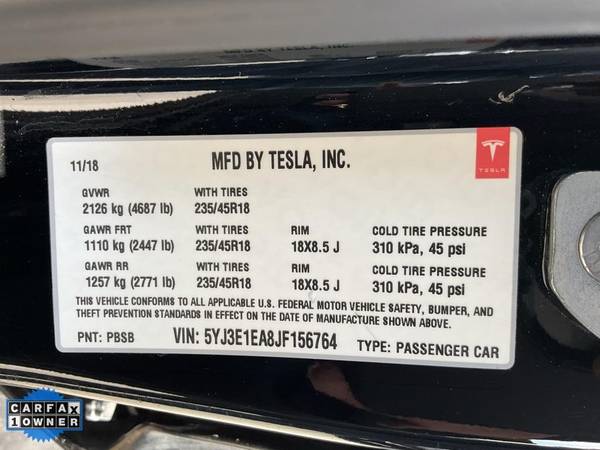 MFD BY TESLA, INC.
11/18 MFD BY TESLA, INC.
TESLA
GVWR WITH TIRES
2126 kg (4687 lb) 235/45R18
GAWR FRT WITH TIRES RIM COLD TIRE PRESSURE
1110 kg (2447 lb) 235/45R18 18X8.5 J 310 kPa, 45 psi
GAWR RR WITH TIRES RIM COLD TIRE PRESSURE
1257 kg (2771 lb) 235/45R18 18X8.5 J 310 kPa, 45 psi
THIS VEHICLE CONFORMS TO ALL APPLICABLE U.S. FEDERAL MOTOR VEHICLE SAFETY, BUMPER, AND
THEFT PREVENTION STANDARDS IN EFFECT ON THE DATE OF MANUFACTURE SHOWN ABOVE.
PNT: PBSB VIN: 5YJ3E1EA8JF156764 TYPE: PASSENGER CAR
CARFAX
1 OWNER